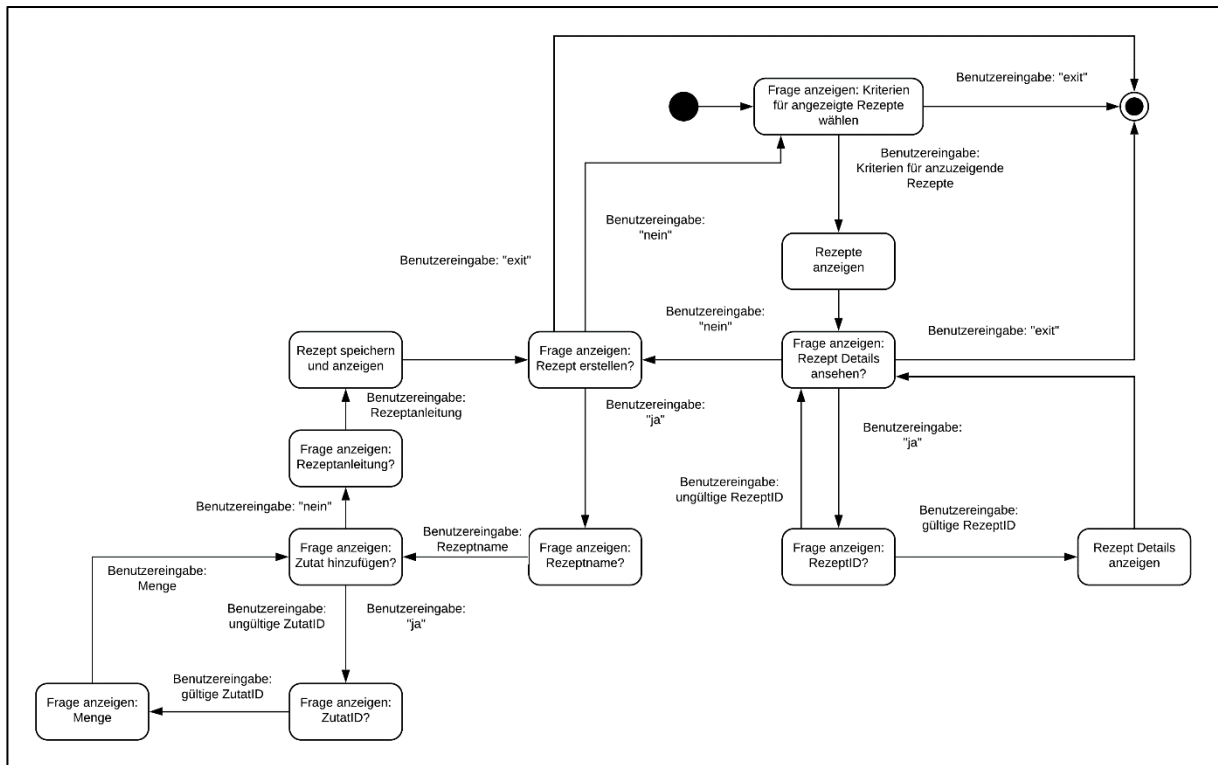 Frage anzeigen: Kriterien
für angezeigte Rezepte
wählen
Benutzereingabe: "exit"
Benutzereingabe:
Kriterien für anzuzeigende
Rezepte
Benutzereingabe:
"nein"
Rezepte
anzeigen
Benutzereingabe: "exit"
Benutzereingabe:
"nein"
Benutzereingabe: "exit"
Rezept speichern
und anzeigen
Frage anzeigen:
Rezept erstellen?
Frage anzeigen:
Rezept Details
ansehen?
Benutzereingabe:
Rezeptanleitung
Benutzereingabe:
"ja"
Benutzereingabe:
"ja"
Frage anzeigen:
Rezeptanleitung?
Benutzereingabe:
ungültige RezeptID
Benutzereingabe: "nein"
Benutzereingabe:
gültige RezeptID
Benutzereingabe:
Rezeptname
Frage anzeigen:
Zutat hinzufügen?
Frage anzeigen:
Rezeptname?
Frage anzeigen:
RezeptID?
Rezept Details
anzeigen
Benutzereingabe:
Menge
Benutzereingabe:
ungültige ZutatID
Benutzereingabe:
"ja"
Benutzereingabe:
gültige ZutatID
Frage anzeigen:
Menge
Frage anzeigen:
ZutatID?